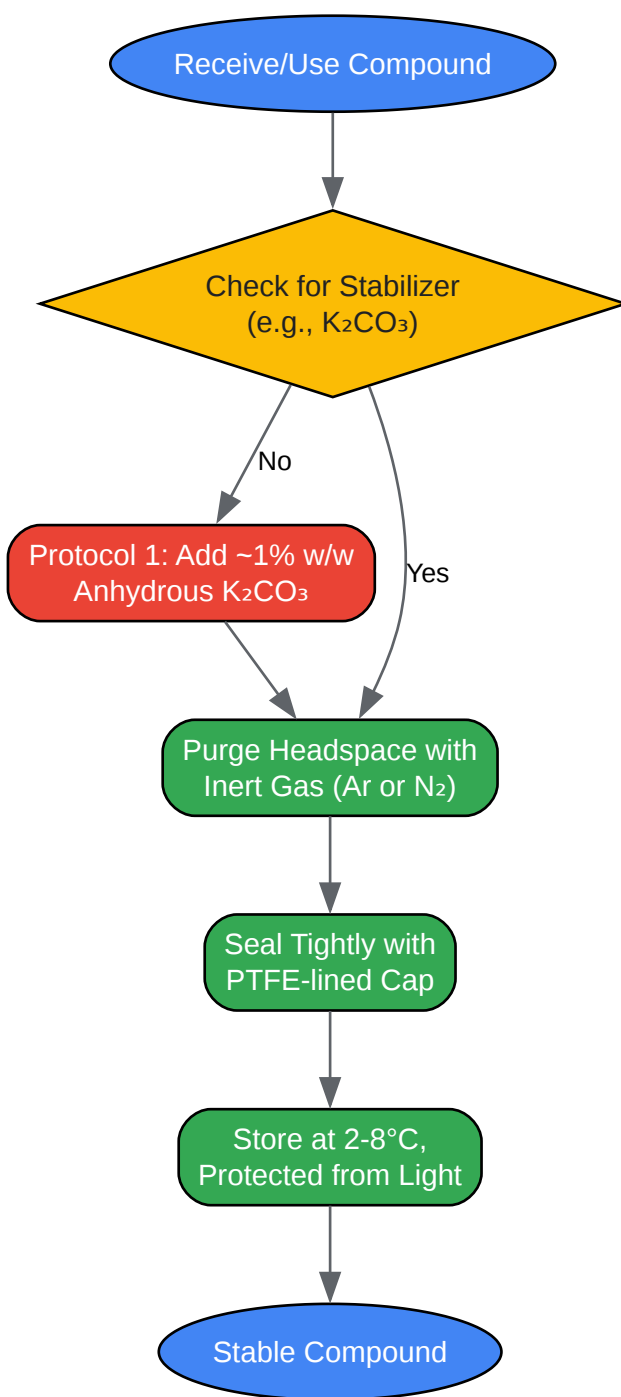 Receive/Use Compound
Check for Stabilizer
(e.g., K₂CO₃)
No
Protocol 1: Add ~1% w/w
Anhydrous K₂CO₃
Yes
Purge Headspace with
Inert Gas (Ar or N₂)
Seal Tightly with
PTFE-lined Cap
Store at 2-8°C,
Protected from Light
Stable Compound